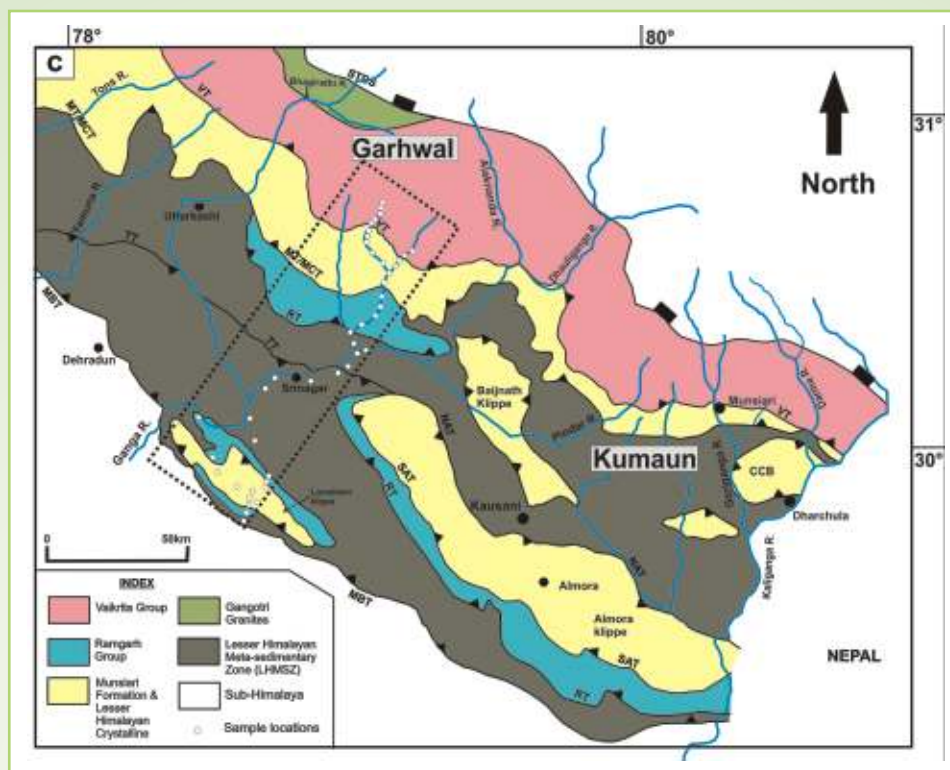 78°
80°
C
31°
Tons R.
VT
STDS
Bhagirathi R.
MT/MCT
Garhwal
Alaknanda R.
North
Yamuna R.
Uttarkashi
VT
Dhauliganga R.
TT
MT/MCT
MBT
RT
Dehradun
TT
Srinagar
Baijnath
Klippe
Munsiari
VT
Ganga R.
NAT
Pindar R.
30°
SAT
Kumaun
CCB
RT
Kausani
Dharchula
0
50km
NAT
Kaliganga R.
INDEX
MBT
Almora
Vaikrita Group
Gangotri
Granites
Almora
klippe
Ramgarh
Group
Lesser Himalayan
Meta-sedimentary
Zone (LHMSZ)
SAT
NEPAL
Munsiari
Formation &
Lesser
Himalayan
Crystalline
Sub-Himalaya
RT
Sample locations